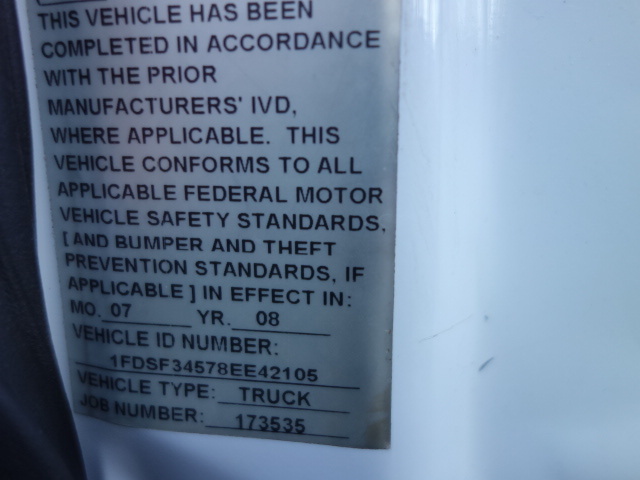 THIS VEHICLE HAS BEEN
COMPLETED IN ACCORDANCE
WITH THE PRIOR
MANUFACTURERS' IVD,
WHERE APPLICABLE. THIS
VEHICLE CONFORMS TO ALL
APPLICABLE FEDERAL MOTOR
VEHICLE SAFETY STANDARDS,
[ AND BUMPER AND THEFT
PREVENTION STANDARDS, IF
APPLICABLE ] IN EFFECT IN:
MO. 07 YR. 08
VEHICLE ID NUMBER:
1FDSF34578EE42105
VEHICLE TYPE: TRUCK
JOB NUMBER: 173535